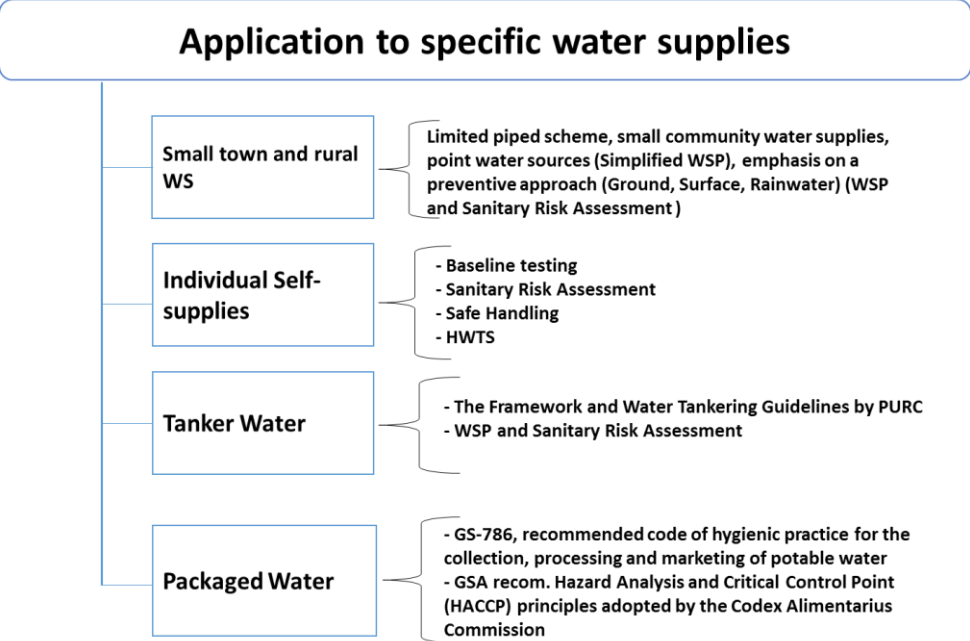 Application to specific water supplies
Small town and rural
WS
Limited piped scheme, small community water supplies,
point water sources (Simplified WSP), emphasis on a
preventive approach (Ground, Surface, Rainwater) (WSP
and Sanitary Risk Assessment )
Individual Self-
supplies
- Baseline testing
- Sanitary Risk Assessment
- Safe Handling
- HWTS
Tanker Water
- The Framework and Water Tankering Guidelines by PURC
- WSP and Sanitary Risk Assessment
Packaged Water
- GS-786, recommended code of hygienic practice for the
collection, processing and marketing of potable water
- GSA recom. Hazard Analysis and Critical Control Point
(HACCP) principles adopted by the Codex Alimentarius
Commission